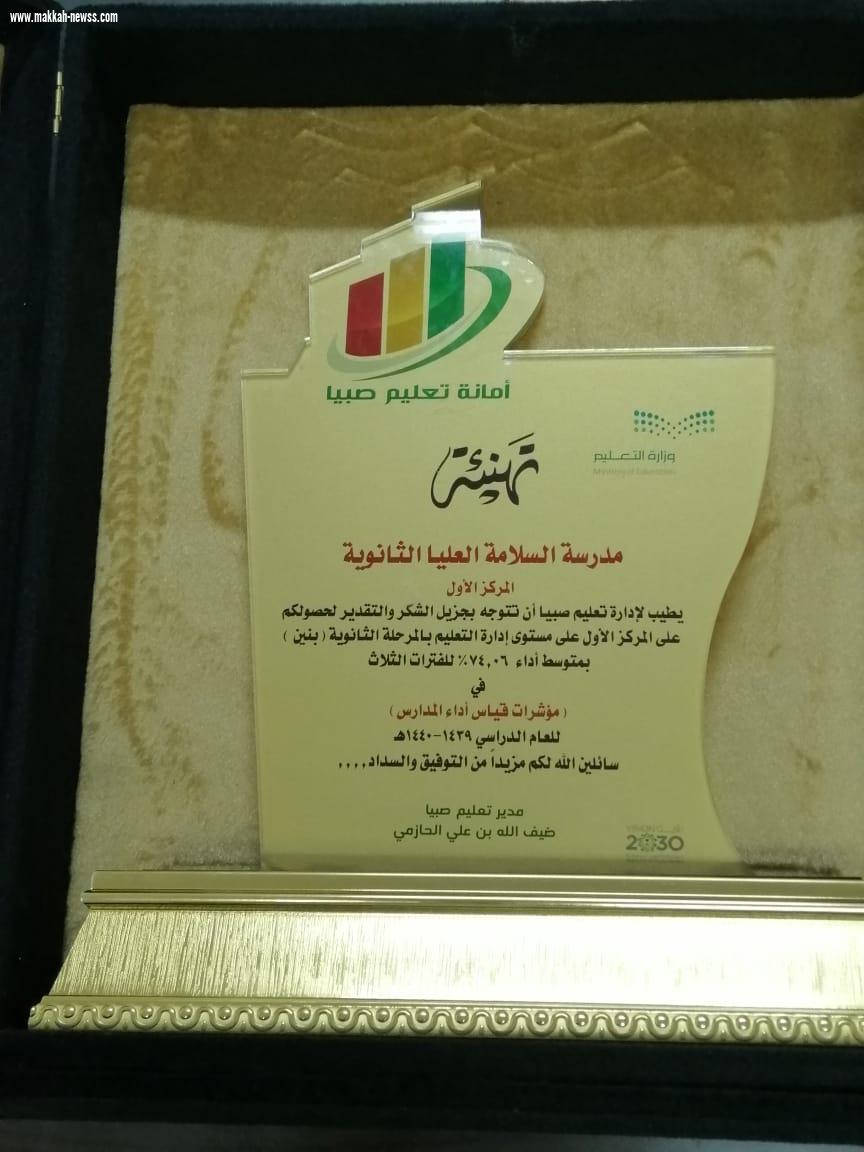 www.makkah-newss.com
أمانة تعليم صبيا
وزارة التعـليم
Ministry of Education
تهنئة
مدرسة السلامة العليا الثانوية
المركز الأول
يطيب لإدارة تعليم صبيا أن تتوجه بجزيل الشكر والتقدير لحصولكم
على المركز الأول على مستوى إدارة التعليم بالمرحلة الثانوية ( بنين )
بمتوسط أداء ٧٤,٠٦٪ للفترات الثلاث
في
( مؤشرات قياس أداء المدارس )
للعام الدراسي ١٤٣٩-١٤٤٠هـ
سائلين الله لكم مزيداً من التوفيق والسداد,,,,
مدير تعليم صبيا
ضيف الله بن علي الحازمي
VISION رؤيـة
2030